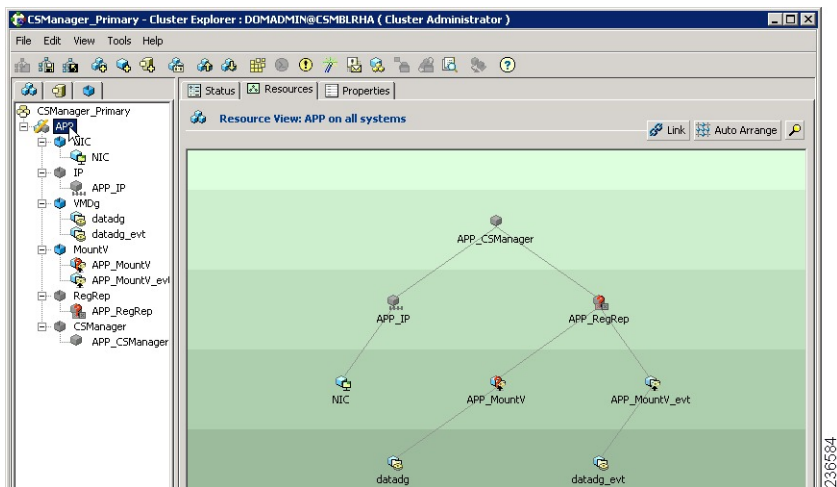 CSManager_Primary - Cluster Explorer : DOMADMIN@CSMBLRHA ( Cluster Administrator )
File Edit View Tools Help
Status Resources Properties
CSManager_Primary
APP
NIC
NIC
IP
APP_IP
VMDg
datadg
datadg_evt
MountV
APP_MountV
APP_MountV_evt
RegRep
APP_RegRep
CSManager
APP_CSManager
Resource View: APP on all systems
Link Auto Arrange
APP_CSManager
APP_IP APP_RegRep
NIC APP_MountV APP_MountV_evt
datadg datadg_evt
236584